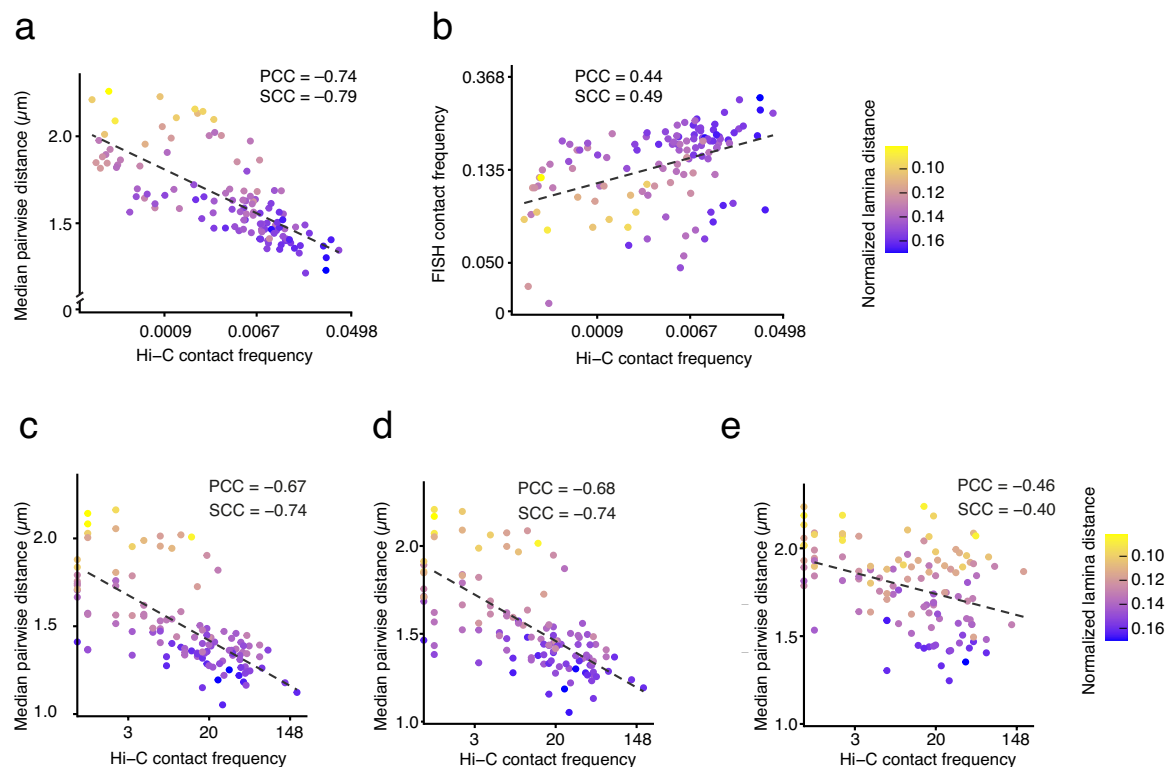 a
PCC = −0.74
SCC = −0.79
Median pairwise distance (µm)
2.0
1.5
0
0.0009
0.0067
0.0498
Hi−C contact frequency
b
PCC = 0.44
SCC = 0.49
FISH contact frequency
0.368
0.135
0.050
0
0.0009
0.0067
0.0498
Hi−C contact frequency
Normalized lamina distance
0.10
0.12
0.14
0.16
c
PCC = −0.67
SCC = −0.74
Median pairwise distance (µm)
2.0
1.5
1.0
3
20
148
Hi−C contact frequency
d
PCC = −0.68
SCC = −0.74
Median pairwise distance (µm)
2.0
1.5
1.0
3
20
148
Hi−C contact frequency
e
PCC = −0.46
SCC = −0.40
Median pairwise distance (µm)
2.0
1.5
1.0
3
20
148
Hi−C contact frequency
Normalized lamina distance
0.10
0.12
0.14
0.16